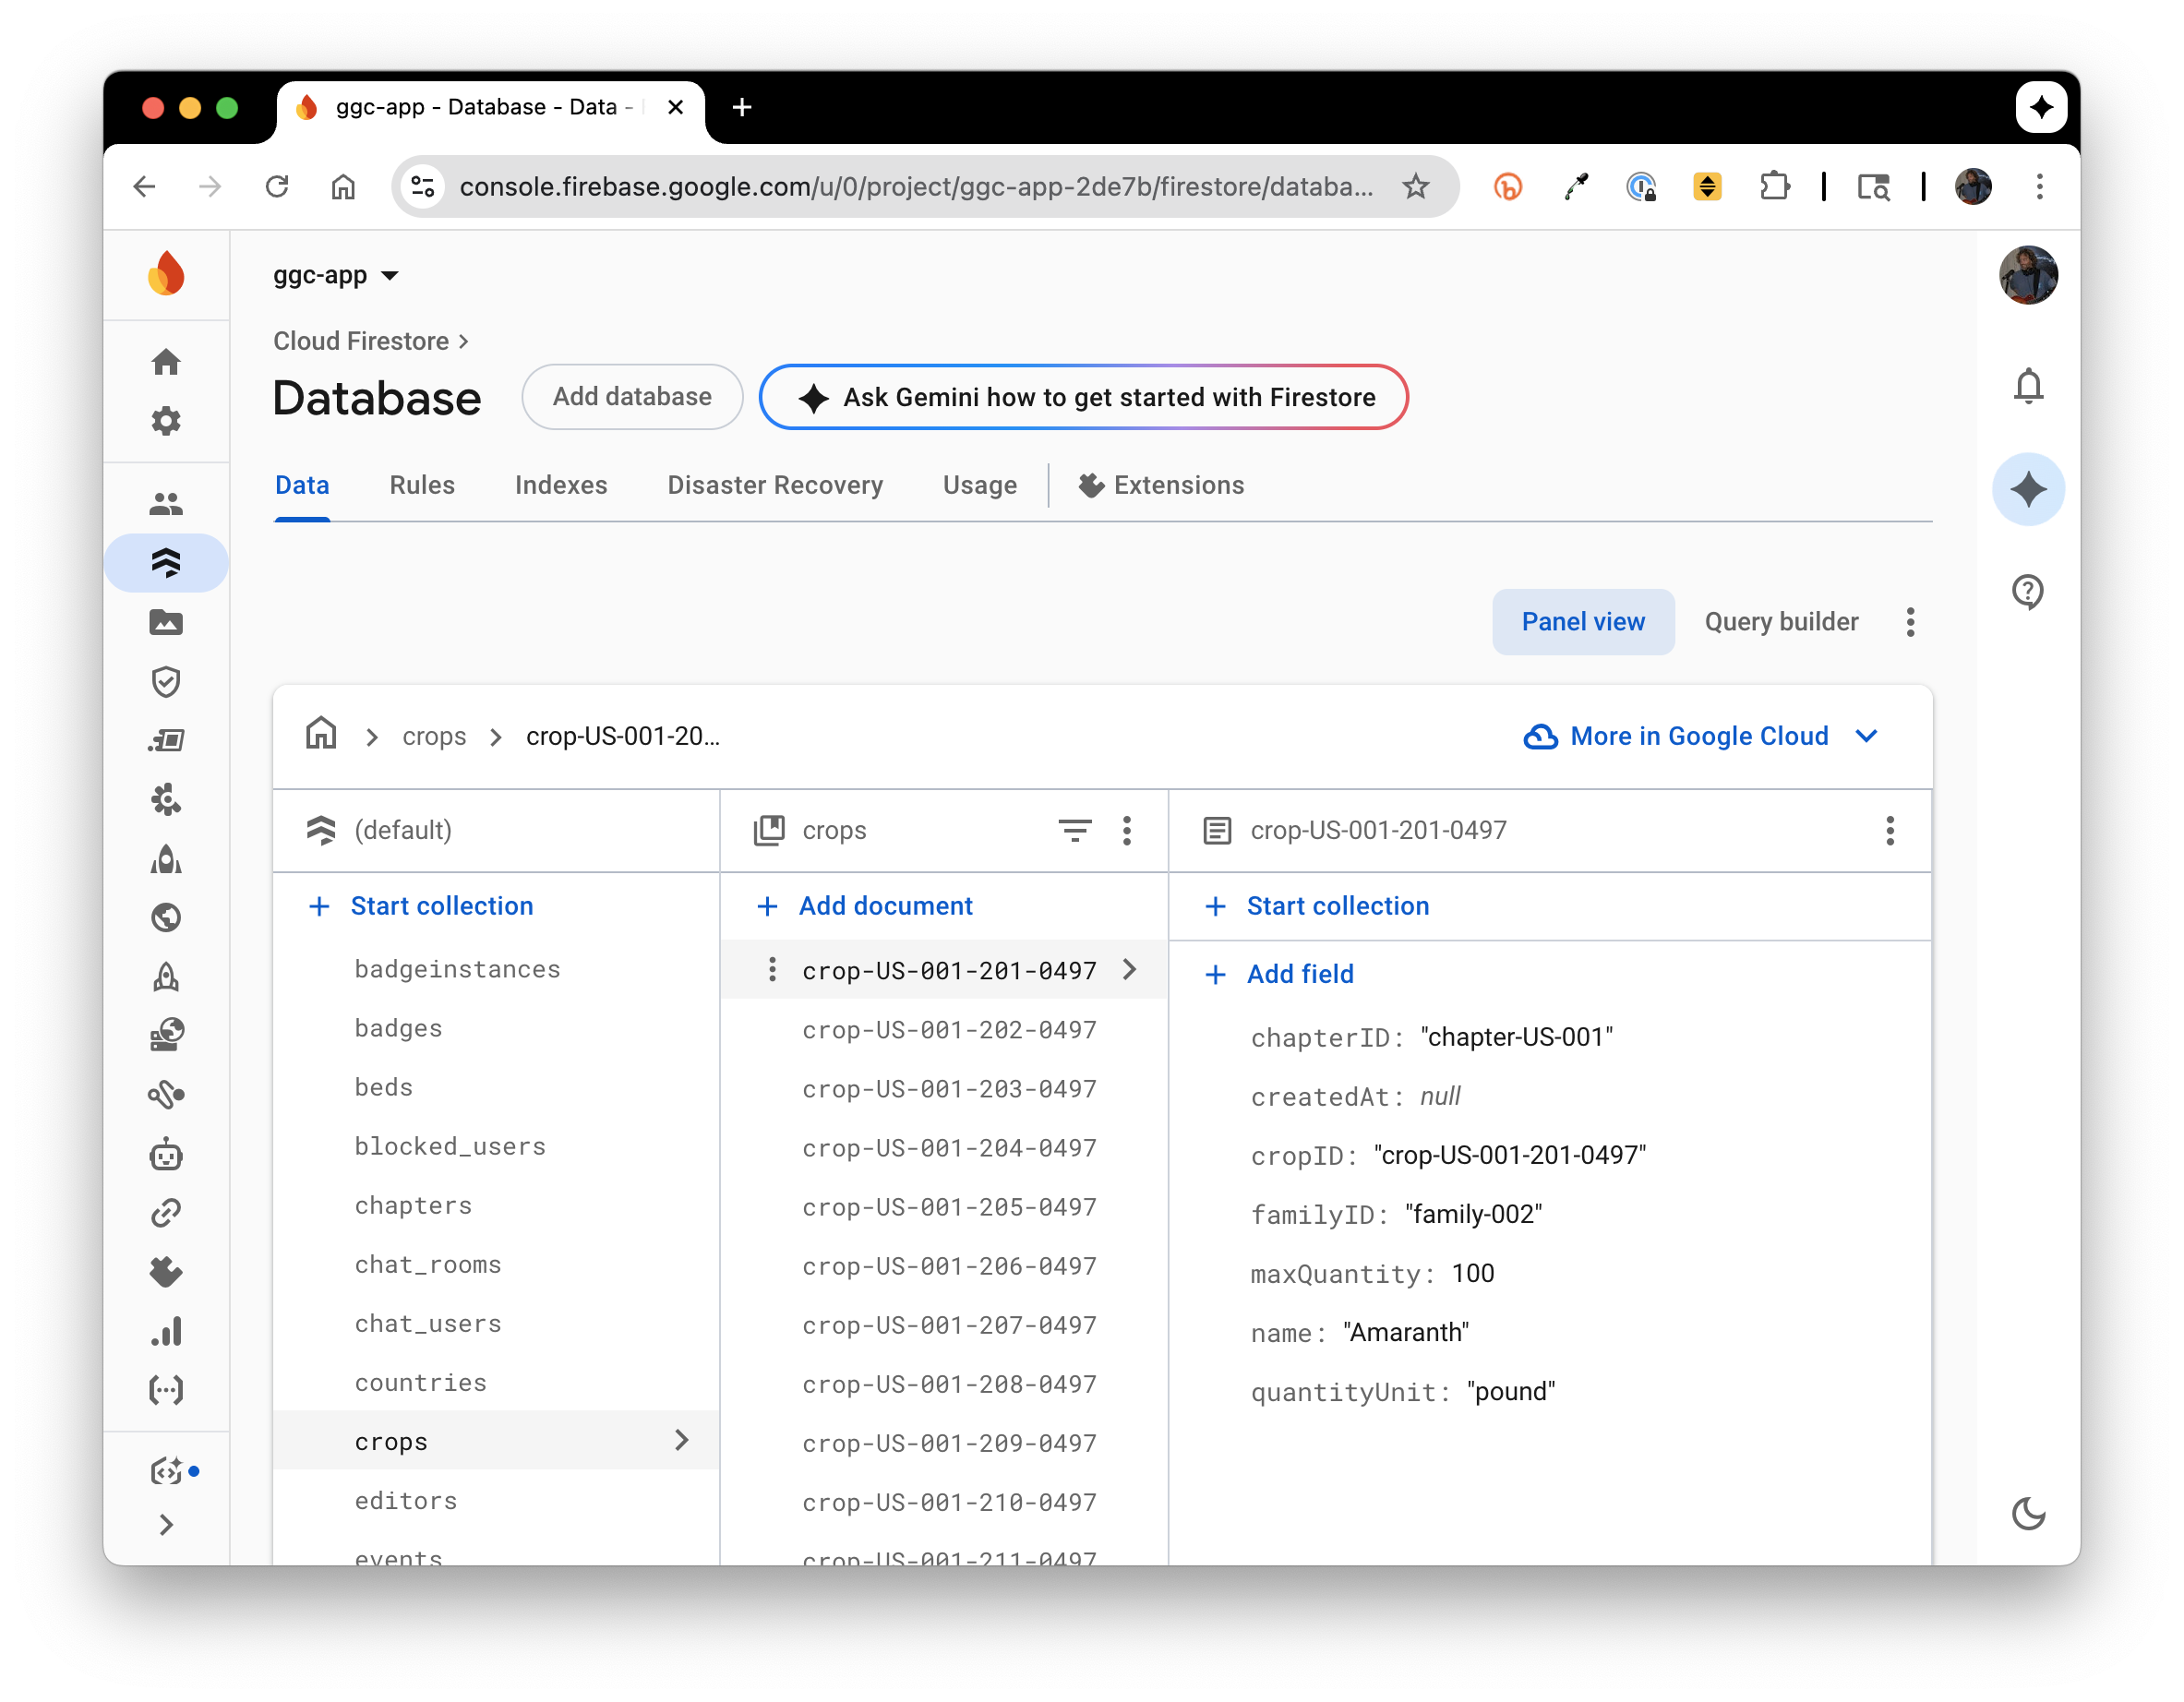 ggc-app - Database - Data -
console.firebase.google.com/u/0/project/ggc-app-2de7b/firestore/databa...
ggc-app
Cloud Firestore
Database
Add database
Ask Gemini how to get started with Firestore
Data
Rules
Indexes
Disaster Recovery
Usage
Extensions
Panel view
Query builder
crops
crop-US-001-20...
More in Google Cloud
(default)
Start collection
badgeinstances
badges
beds
blocked_users
chapters
chat_rooms
chat_users
countries
crops
editors
events
crops
Add document
crop-US-001-201-0497
crop-US-001-202-0497
crop-US-001-203-0497
crop-US-001-204-0497
crop-US-001-205-0497
crop-US-001-206-0497
crop-US-001-207-0497
crop-US-001-208-0497
crop-US-001-209-0497
crop-US-001-210-0497
crop-US-001-211-0497
crop-US-001-201-0497
Start collection
Add field
chapterID: "chapter-US-001"
createdAt: null
cropID: "crop-US-001-201-0497"
familyID: "family-002"
maxQuantity: 100
name: "Amaranth"
quantityUnit: "pound"